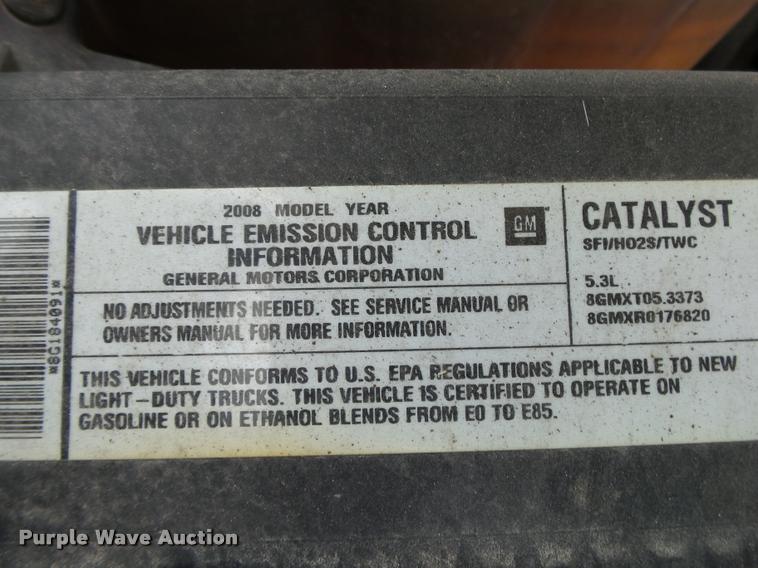 2008 MODEL YEAR
VEHICLE EMISSION CONTROL
INFORMATION
GENERAL MOTORS CORPORATION
GM
NO ADJUSTMENTS NEEDED. SEE SERVICE MANUAL OR
OWNERS MANUAL FOR MORE INFORMATION.
CATALYST
SFI/HO2S/TWC
5.3L
8GMXT05.3373
8GMXR0176820
THIS VEHICLE CONFORMS TO U.S. EPA REGULATIONS APPLICABLE TO NEW
LIGHT-DUTY TRUCKS. THIS VEHICLE IS CERTIFIED TO OPERATE ON
GASOLINE OR ON ETHANOL BLENDS FROM E0 TO E85.
*8G184091*
Purple Wave Auction